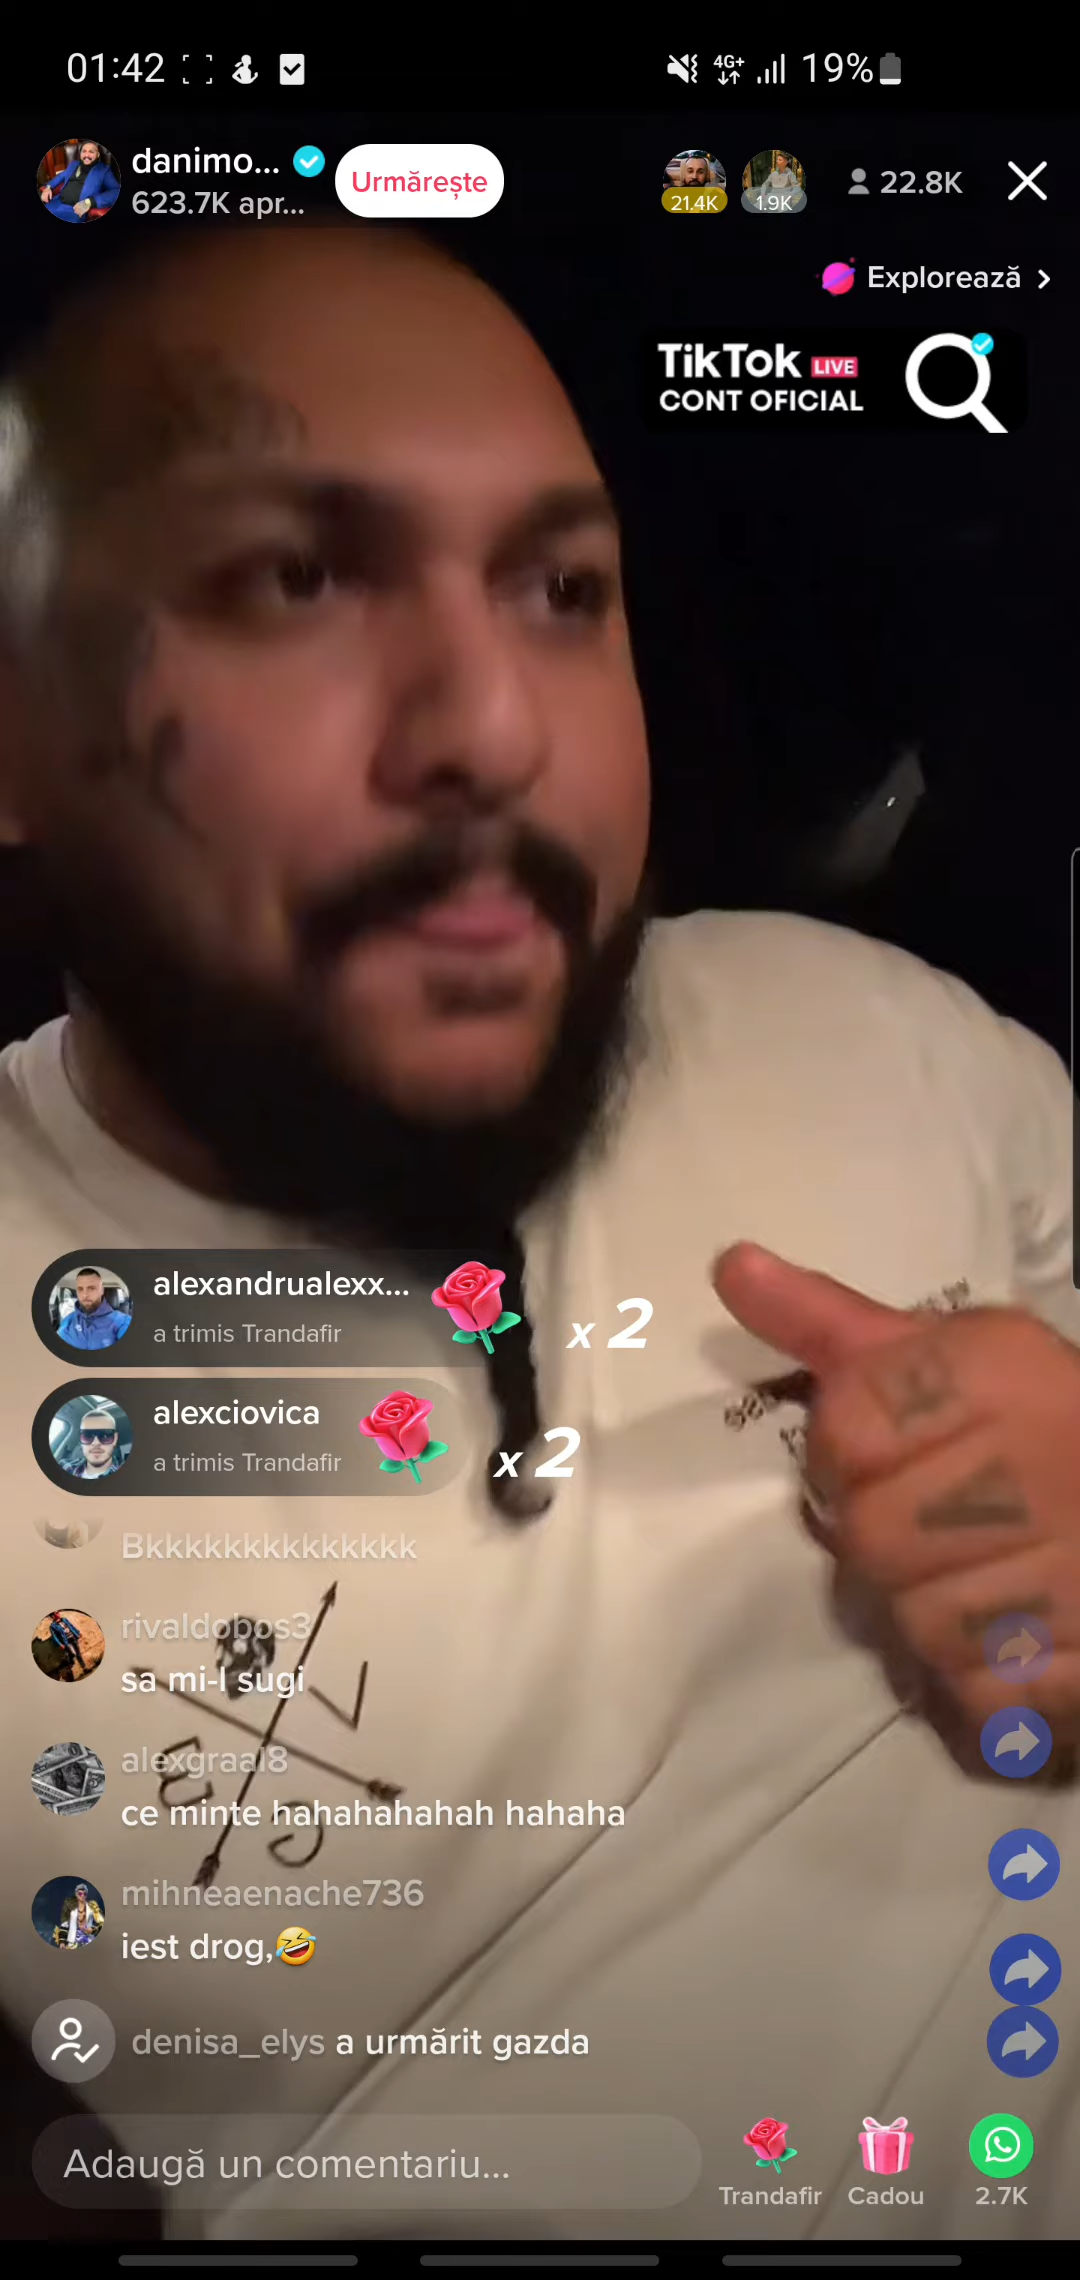 01:42
4G+
19%
danimo...
623.7K apr...
Urmărește
21.4K
1.9K
22.8K
Explorează
TikTok LIVE
CONT OFICIAL
alexandrualexx...
a trimis Trandafir
x 2
alexciovica
a trimis Trandafir
x 2
Bkkkkkkkkkkkkkk
rivaldobos3
sa mi-l sugi
alexgraal8
ce minte hahahahahah hahaha
mihneaenache736
iest drog,🤣
denisa_elys a urmărit gazda
Adaugă un comentariu...
Trandafir
Cadou
2.7K